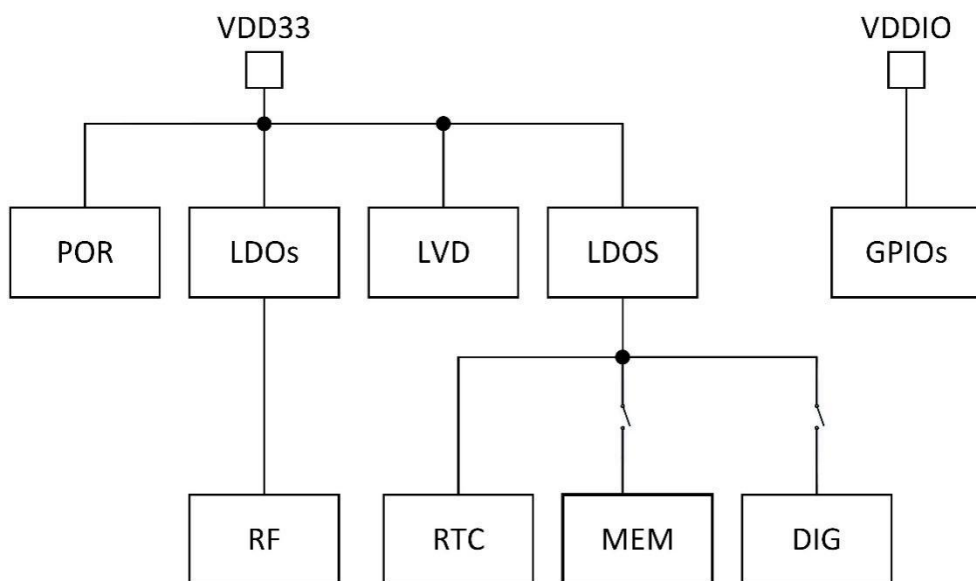 VDD33
VDDIO
POR
LDOs
LVD
LDOS
GPIOs
RF
RTC
MEM
DIG